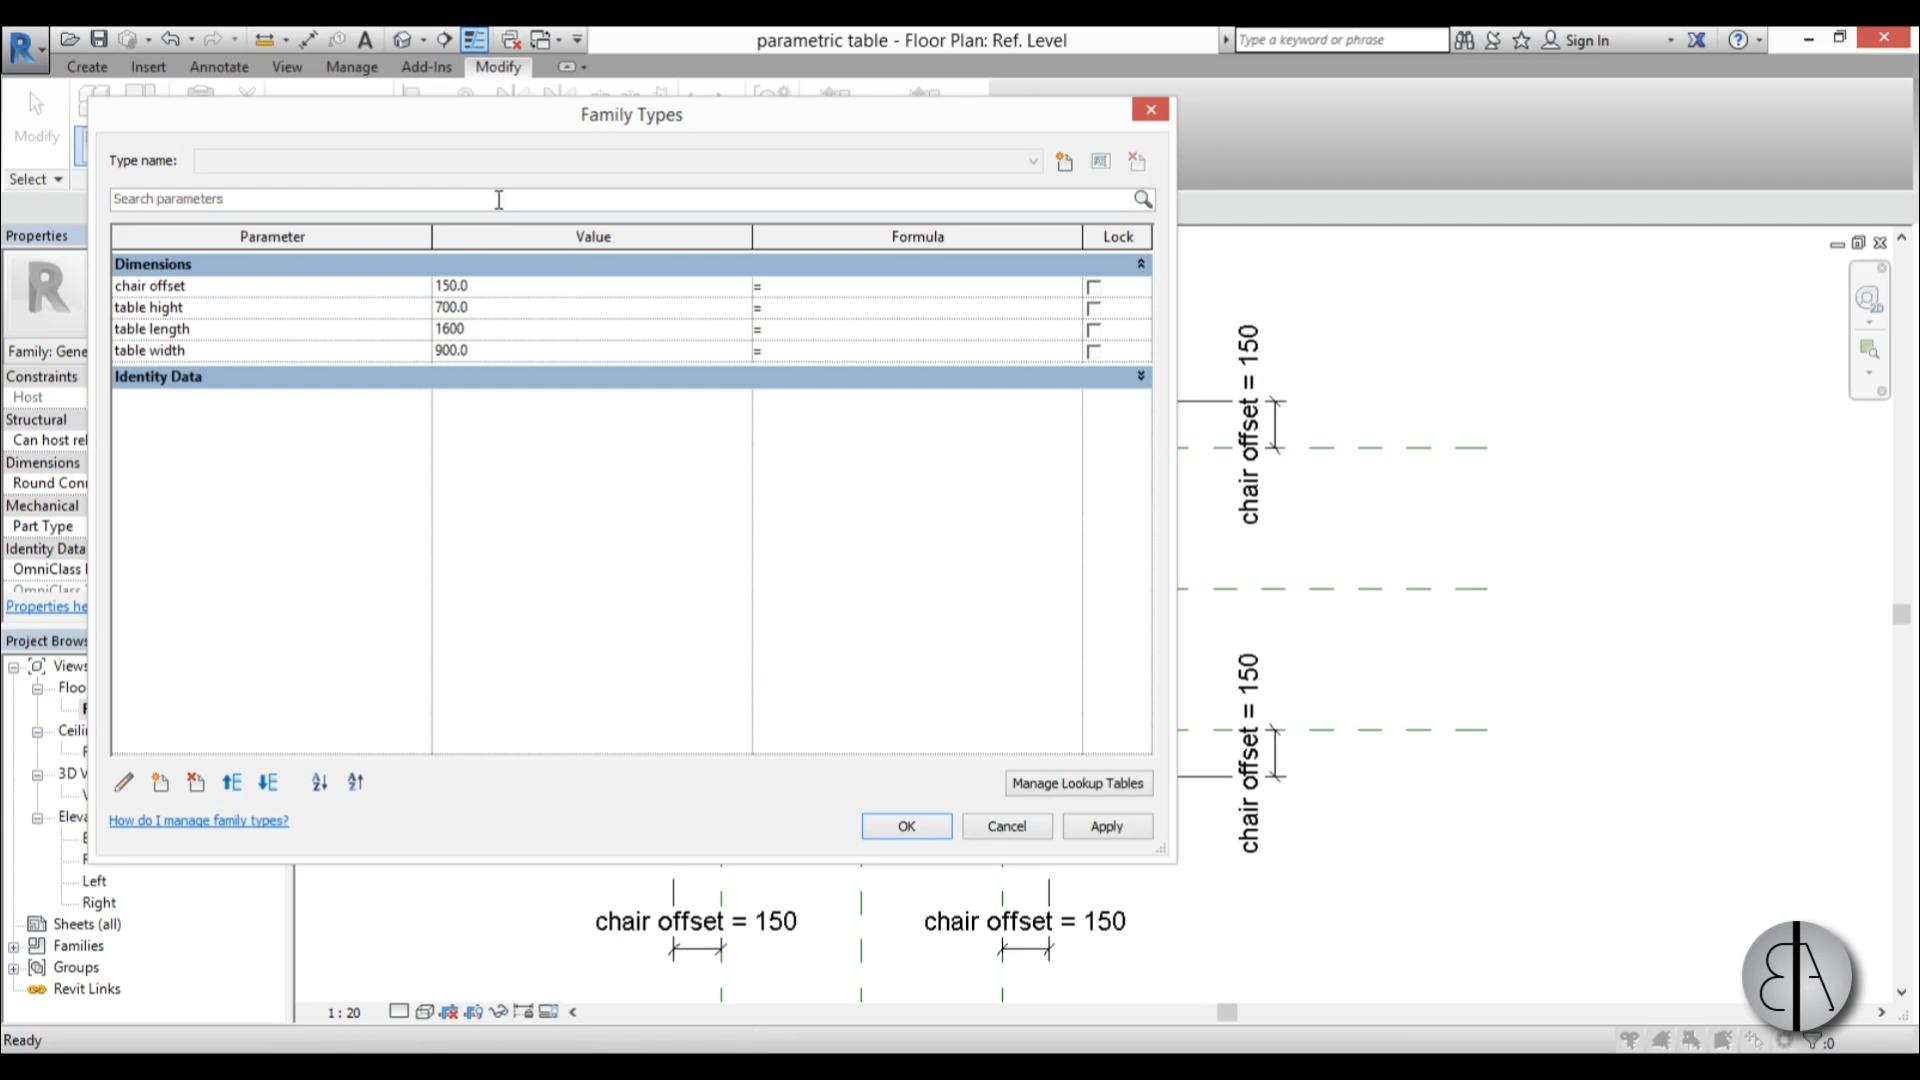 parametric table - Floor Plan: Ref. Level
Type a keyword or phrase
Sign In
Create
Insert
Annotate
View
Manage
Add-Ins
Modify
Modify
Select
Family Types
Type name:
Search parameters
Parameter
Value
Formula
Lock
Dimensions
chair offset
150.0
=
table hight
700.0
=
table length
1600
=
table width
900.0
=
Identity Data
Manage Lookup Tables
How do I manage family types?
OK
Cancel
Apply
Properties
R
Family: Gene
Constraints
Host
Structural
Can host rel
Dimensions
Round Con
Mechanical
Part Type
Identity Data
OmniClass
Properties he
Project Brow
Views
Floo
Ceili
3D V
Eleva
Left
Right
Sheets (all)
Families
Groups
Revit Links
chair offset = 150
chair offset = 150
chair offset = 150
chair offset = 150
2D
1 : 20
Ready
:0